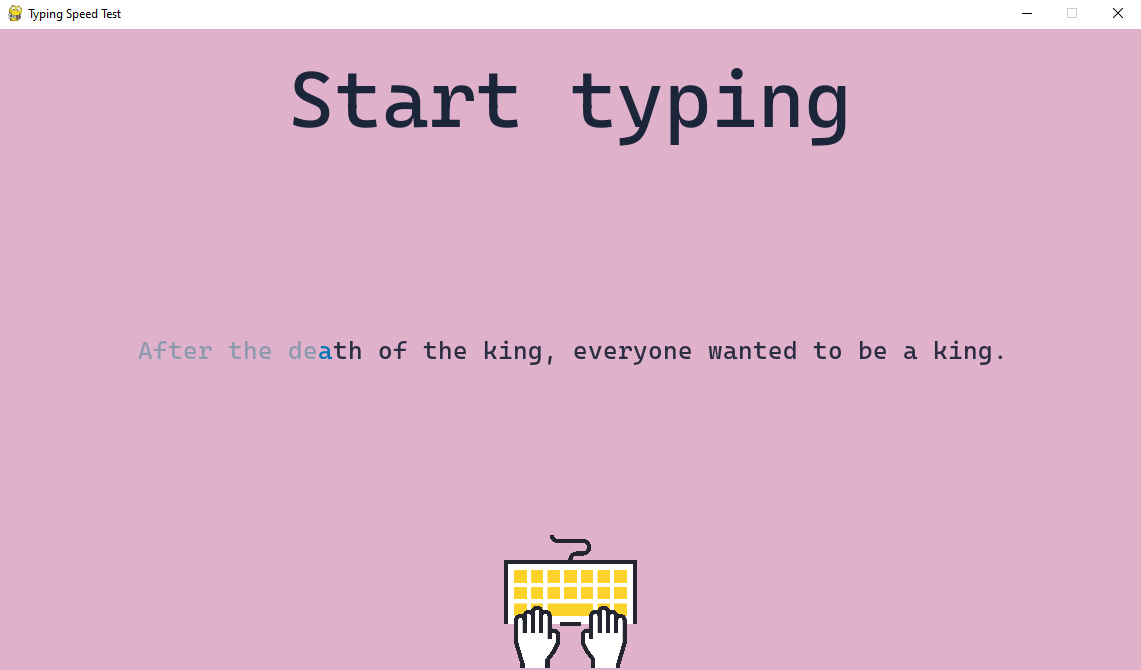 Typing Speed Test
Start typing
After the death of the king, everyone wanted to be a king.